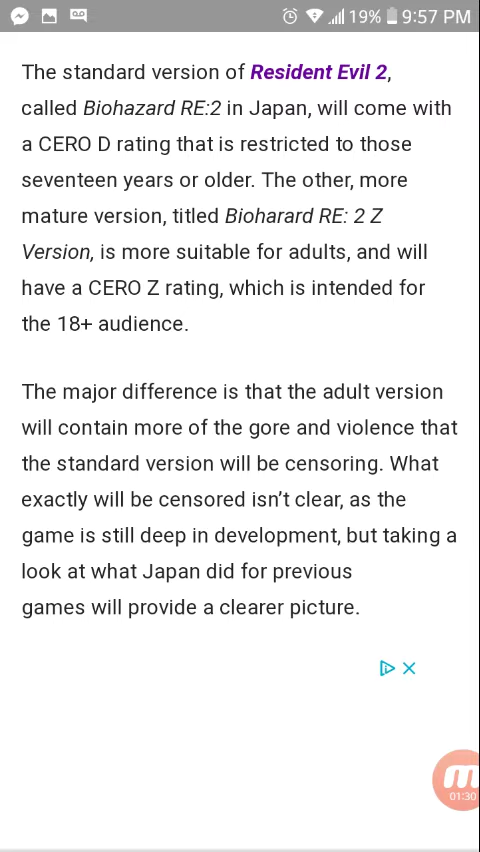 19% 9:57 PM
The standard version of Resident Evil 2,
called Biohazard RE:2 in Japan, will come with
a CERO D rating that is restricted to those
seventeen years or older. The other, more
mature version, titled Bioharard RE: 2 Z
Version, is more suitable for adults, and will
have a CERO Z rating, which is intended for
the 18+ audience.
The major difference is that the adult version
will contain more of the gore and violence that
the standard version will be censoring. What
exactly will be censored isn’t clear, as the
game is still deep in development, but taking a
look at what Japan did for previous
games will provide a clearer picture.
01:30